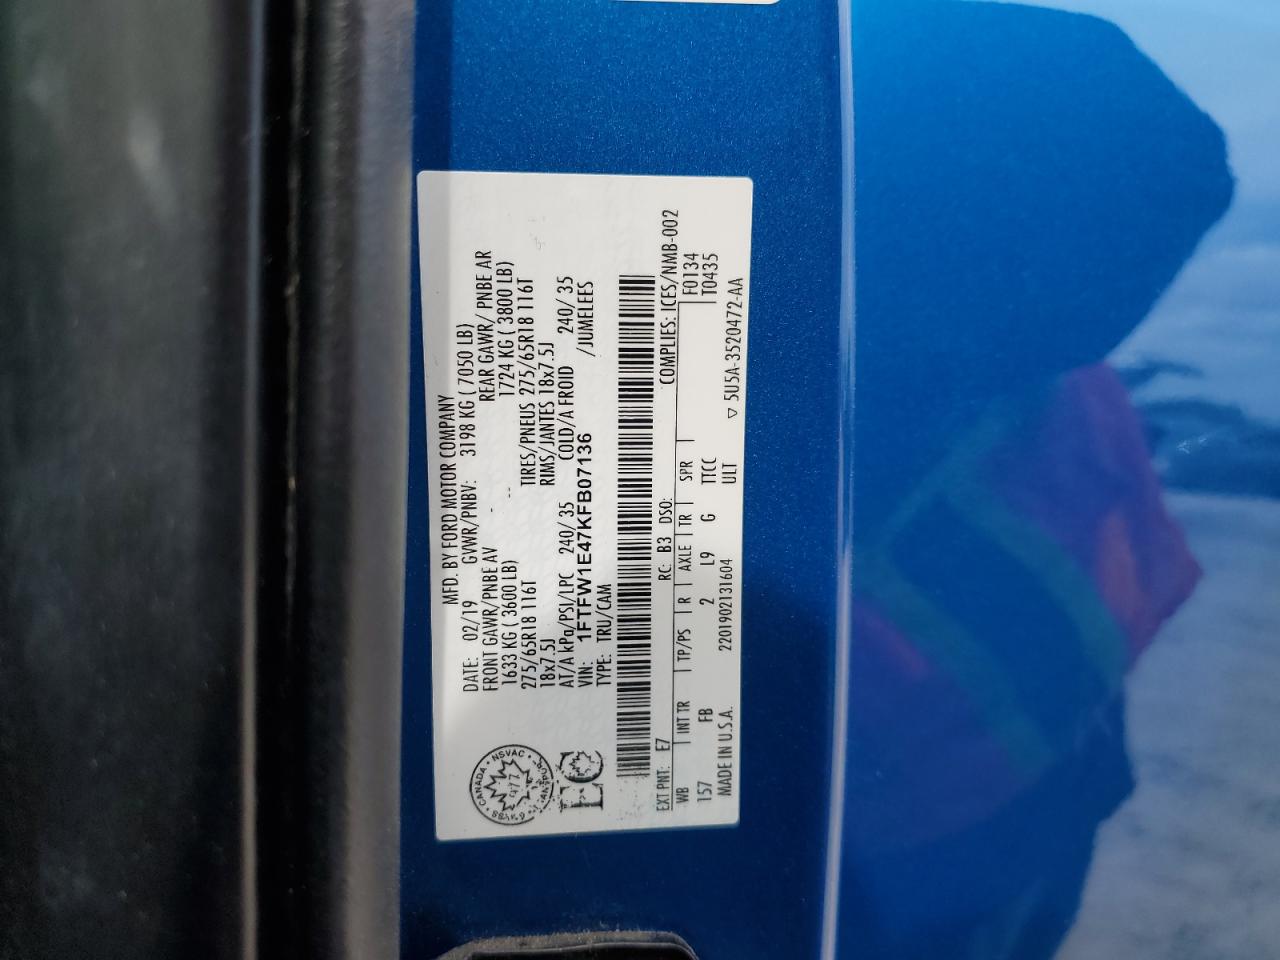 MFD. BY FORD MOTOR COMPANY
DATE: 02/19 GVWR/PNBV: 3198 KG ( 7050 LB)
FRONT GAWR/PNBE AV REAR GAWR/ PNBE AR
1633 KG ( 3600 LB) 1724 KG ( 3800 LB)
275/65R18 116T TIRES/PNEUS 275/65R18 116T
18x7.5J RIMS/JANTES 18x7.5J
AT/A kPa/PSI/LPC 240/ 35 COLD/A FROID 240/ 35
VIN: 1FTFW1E47KFB07136 /JUMELEES
TYPE: TRU/CAM
CANADA • NSVAC
977
EC
EXT PNT: E7 RC: B3 DSO: COMPLIES: ICES/NMB-002
WB INT TR TP/PS R AXLE TR SPR F0134
157 FB 2 L9 G TTCC T0435
MADE IN U.S.A. 2201902131604 ULT ▽ 5U5A-3520472-AA